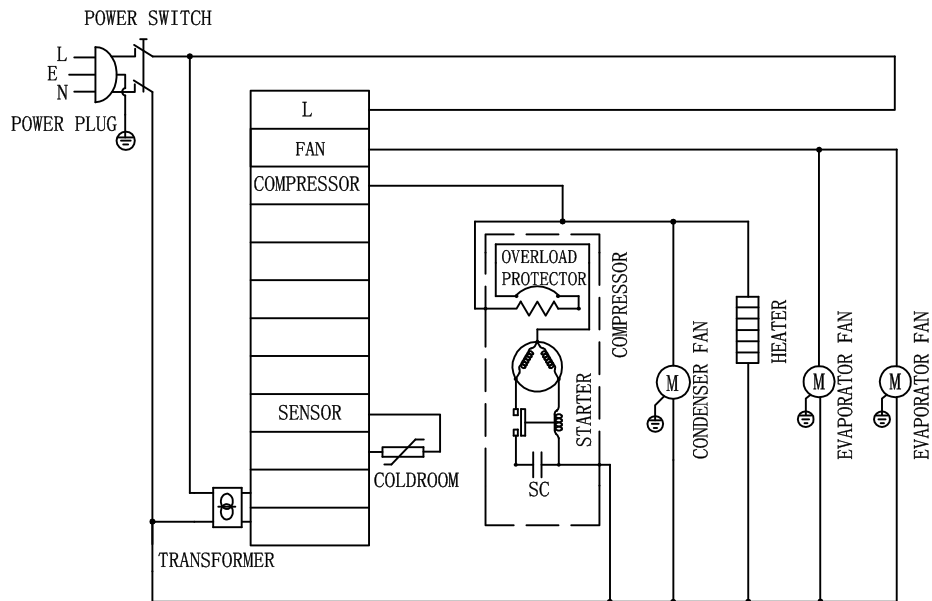 POWER SWITCH
L
E
N
POWER PLUG
L
FAN
COMPRESSOR
SENSOR
COLDROOM
TRANSFORMER
OVERLOAD
PROTECTOR
COMPRESSOR
STARTER
SC
M
CONDENSER FAN
HEATER
M
EVAPORATOR FAN
M
EVAPORATOR FAN